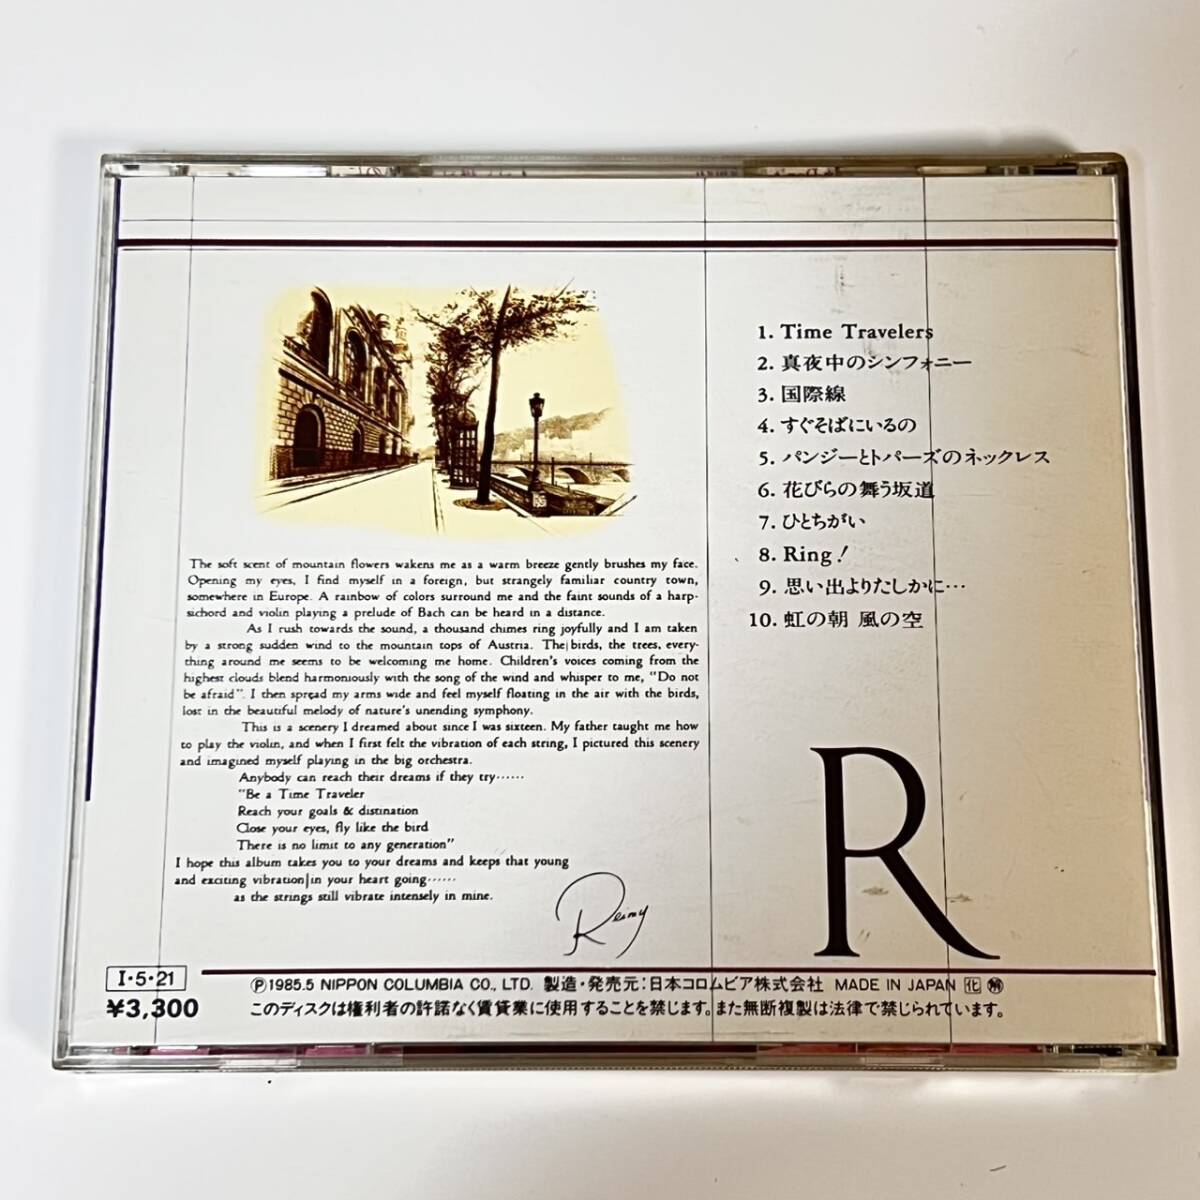 The soft scent of mountain flowers wakens me as a warm breeze gently brushes my face.
Opening my eyes, I find myself in a foreign, but strangely familiar country town,
somewhere in Europe. A rainbow of colors surround me and the faint sounds of a harp-
sichord and violin playing a prelude of Bach can be heard in a distance.
As I rush towards the sound, a thousand chimes ring joyfully and I am taken
by a strong sudden wind to the mountain tops of Austria. The birds, the trees, every-
thing around me seems to be welcoming me home. Children's voices coming from the
highest clouds blend harmoniously with the song of the wind and whisper to me, "Do not
be afraid". I then spread my arms wide and feel myself floating in the air with the birds,
lost in the beautiful melody of nature's unending symphony.
This is a scenery I dreamed about since I was sixteen. My father taught me how
to play the violin, and when I first felt the vibration of each string, I pictured this scenery
and imagined myself playing in the big orchestra.
Anybody can reach their dreams if they try……
"Be a Time Traveler
Reach your goals & distination
Close your eyes, fly like the bird
There is no limit to any generation"
I hope this album takes you to your dreams and keeps that young
and exciting vibration in your heart going……
as the strings still vibrate intensely in mine.
Reimy
1. Time Travelers
2. 真夜中のシンフォニー
3. 国際線
4. すぐそばにいるの
5. パンジーとトパーズのネックレス
6. 花びらの舞う坂道
7. ひとちがい
8. Ring!
9. 思い出よりたしかに…
10. 虹の朝 風の空
R
I・5・21
¥3,300
Ⓟ1985.5 NIPPON COLUMBIA CO., LTD. 製造・発売元:日本コロムビア株式会社 MADE IN JAPAN 化
このディスクは権利者の許諾なく賃貸業に使用することを禁じます。また無断複製は法律で禁じられています。